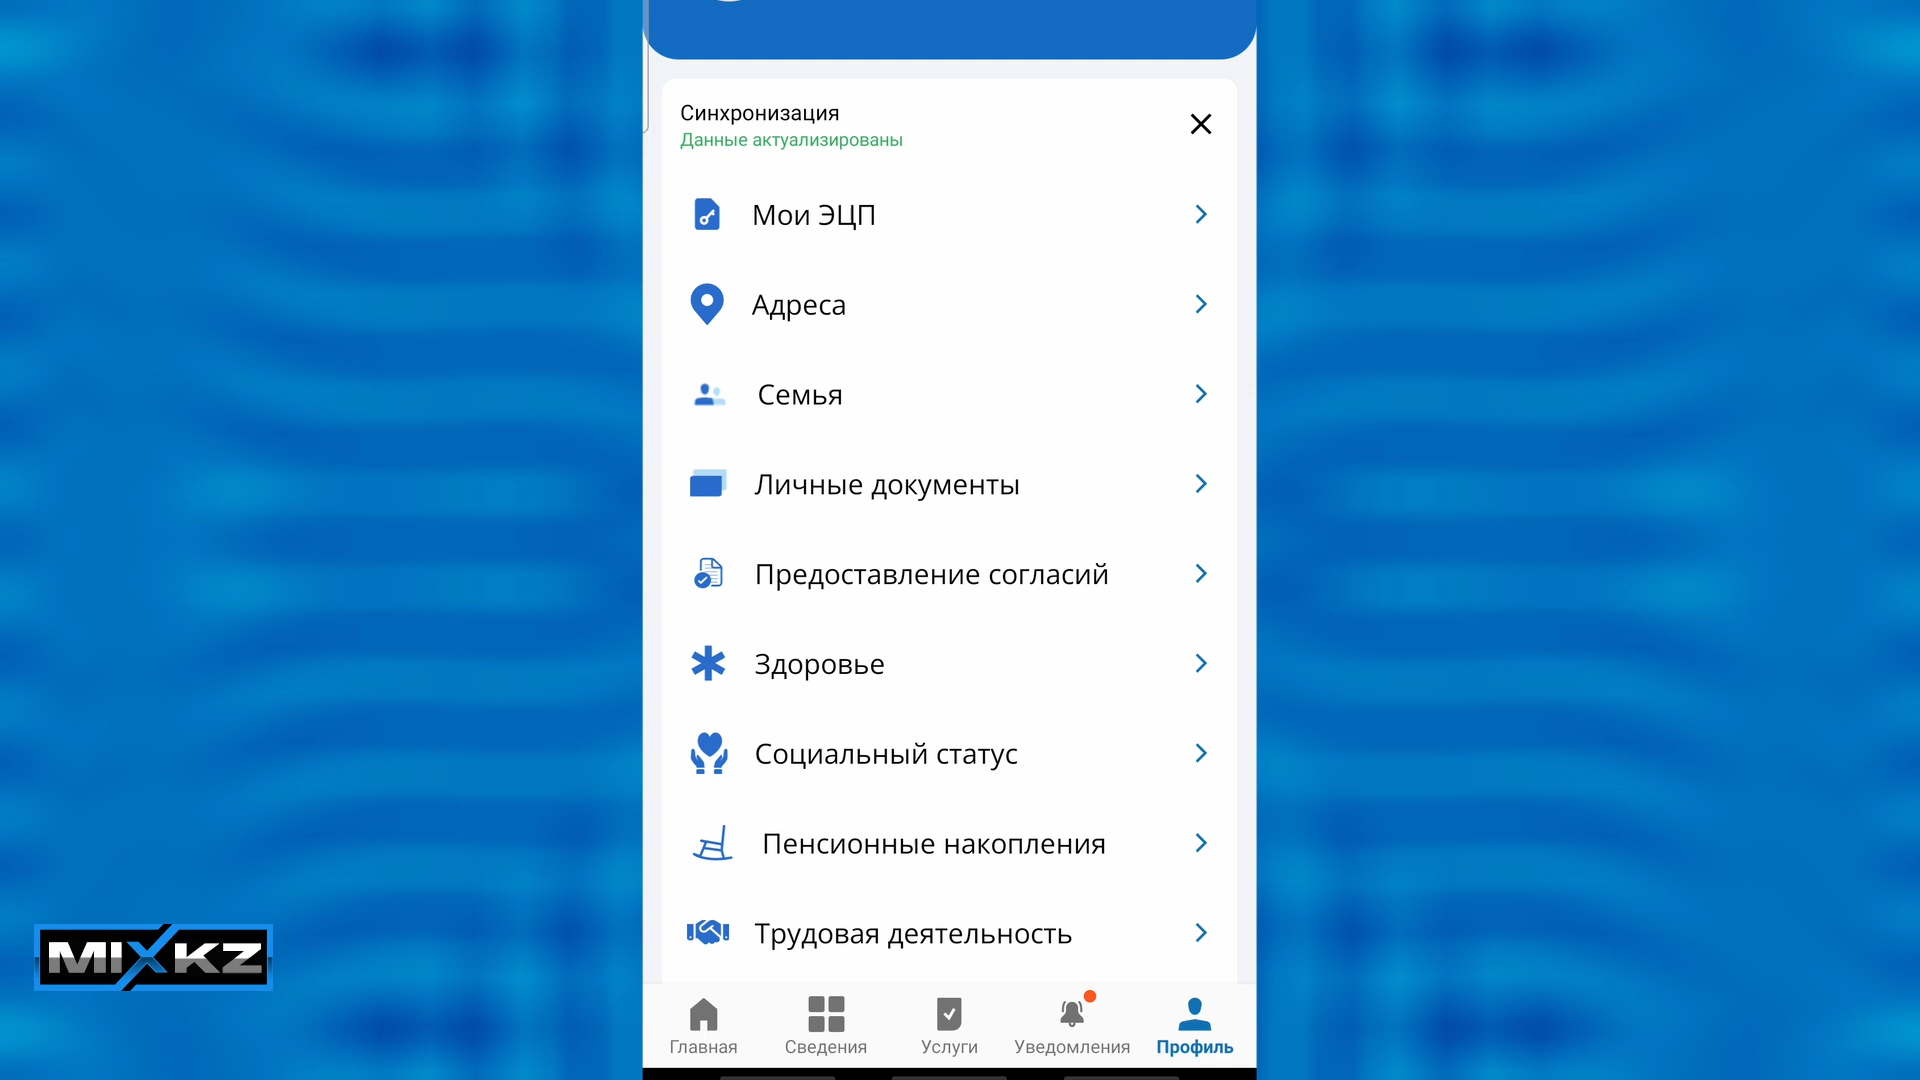 Синхронизация
Данные актуализированы
Мои ЭЦП
Адреса
Семья
Личные документы
Предоставление согласий
Здоровье
Социальный статус
Пенсионные накопления
Трудовая деятельность
MIXKZ
Главная
Сведения
Услуги
Уведомления
Профиль